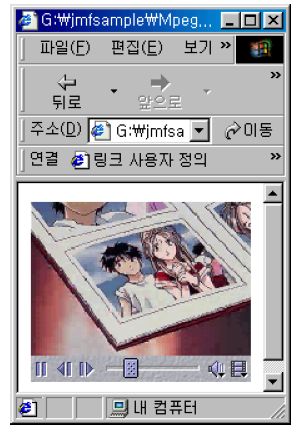 G:\jmfsample\Mpeg...
파일(F) 편집(E) 보기 »
뒤로 앞으로 »
주소(D) G:\jmfsa 이동
연결 링크 사용자 정의 »
내 컴퓨터